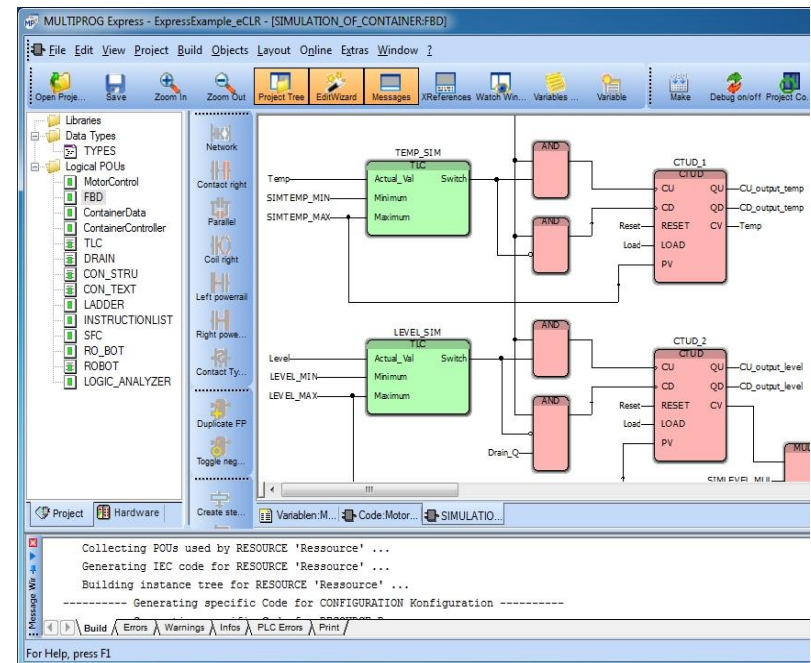 MULTIPROG Express - ExpressExample_eCLR - [SIMULATION_OF_CONTAINER:FBD]
File Edit View Project Build Objects Layout Online Extras Window ?
Open Proje... Save Zoom In Zoom Out Project Tree EditWizard Messages XReferences Watch Win... Variables ... Variable Make Debug on/off Project Co.
Libraries
Data Types
TYPES
Logical POUs
MotorControl
FBD
ContainerData
ContainerController
TLC
DRAIN
CON_STRU
CON_TEXT
LADDER
INSTRUCTIONLIST
SFC
RO_BOT
ROBOT
LOGIC_ANALYZER
Project Hardware
Network
Contact right
Parallel
Coil right
Left powerrail
Right powe...
Contact Ty...
Duplicate FP
Toggle neg...
Create ste...
TEMP_SIM
TLC
Temp Actual_Val Switch
SIMTEMP_MIN Minimum
SIMTEMP_MAX Maximum
AND
AND
CTUD_1
CTUD
CU QU CU_output_temp
CD QD CD_output_temp
Reset RESET CV Temp
Load LOAD
PV
LEVEL_SIM
TLC
Level Actual_Val Switch
LEVEL_MIN Minimum
LEVEL_MAX Maximum
AND
AND
Drain_Q
CTUD_2
CTUD
CU QU CU_output_level
CD QD CD_output_level
Reset RESET CV
Load LOAD
PV
MUL
SIMLEVEL_MUL
Variablen:M... Code:Motor... SIMULATIO...
Collecting POUs used by RESOURCE 'Ressource' ...
Generating IEC code for RESOURCE 'Ressource' ...
Building instance tree for RESOURCE 'Ressource' ...
---------- Generating specific Code for CONFIGURATION Konfiguration ----------
Message Wir
Build Errors Warnings Infos PLC Errors Print
For Help, press F1